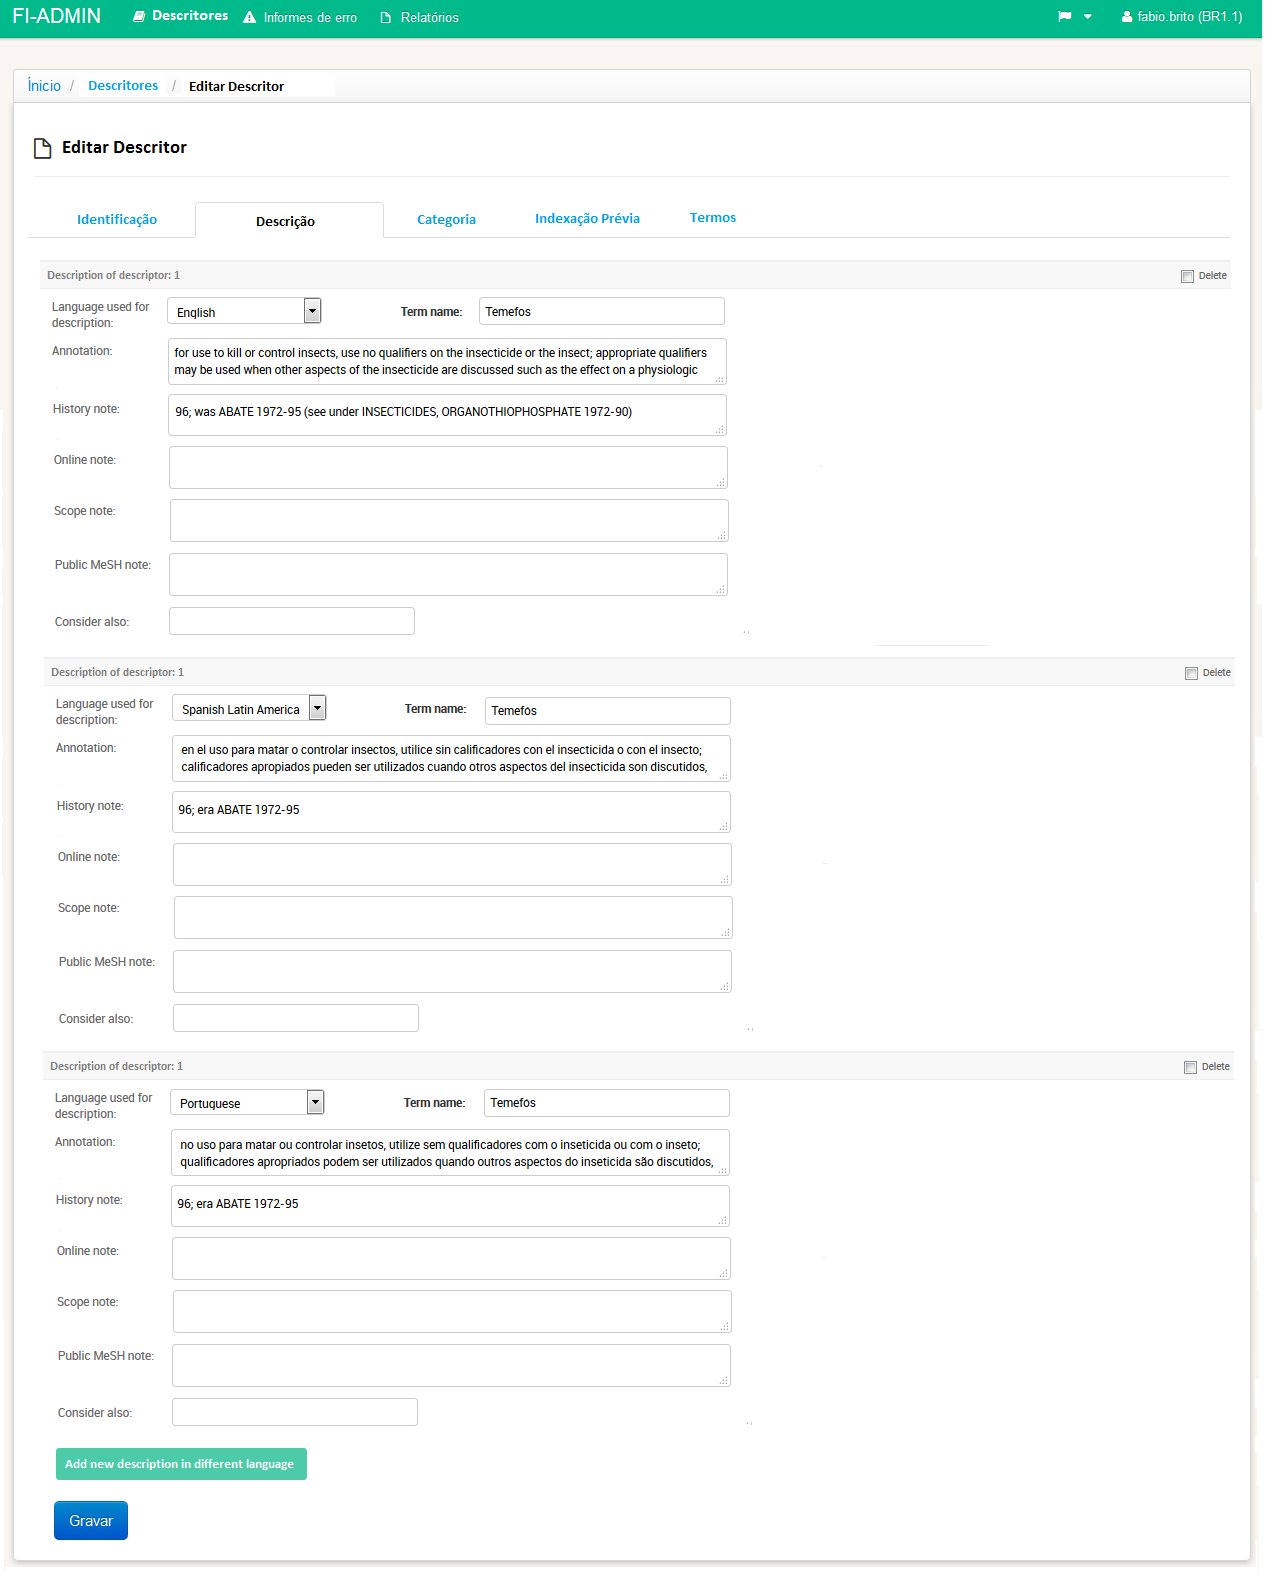 FI-ADMIN Descritores Informes de erro Relatórios fabio.brito (BR1.1)
Ínicio / Descritores / Editar Descritor
Editar Descritor
Identificação Descrição Categoria Indexação Prévia Termos
Description of descriptor: 1 Delete
Language used for description: English Term name: Temefos
Annotation: for use to kill or control insects, use no qualifiers on the insecticide or the insect; appropriate qualifiers
may be used when other aspects of the insecticide are discussed such as the effect on a physiologic
History note: 96; was ABATE 1972-95 (see under INSECTICIDES, ORGANOTHIOPHOSPHATE 1972-90)
Online note:
Scope note:
Public MeSH note:
Consider also:
Description of descriptor: 1 Delete
Language used for description: Spanish Latin America Term name: Temefós
Annotation: en el uso para matar o controlar insectos, utilice sin calificadores con el insecticida o con el insecto;
calificadores apropiados pueden ser utilizados cuando otros aspectos del insecticida son discutidos,
History note: 96; era ABATE 1972-95
Online note:
Scope note:
Public MeSH note:
Consider also:
Description of descriptor: 1 Delete
Language used for description: Portuguese Term name: Temefós
Annotation: no uso para matar ou controlar insetos, utilize sem qualificadores com o inseticida ou com o inseto;
qualificadores apropriados podem ser utilizados quando outros aspectos do inseticida são discutidos,
History note: 96; era ABATE 1972-95
Online note:
Scope note:
Public MeSH note:
Consider also:
Add new description in different language
Gravar